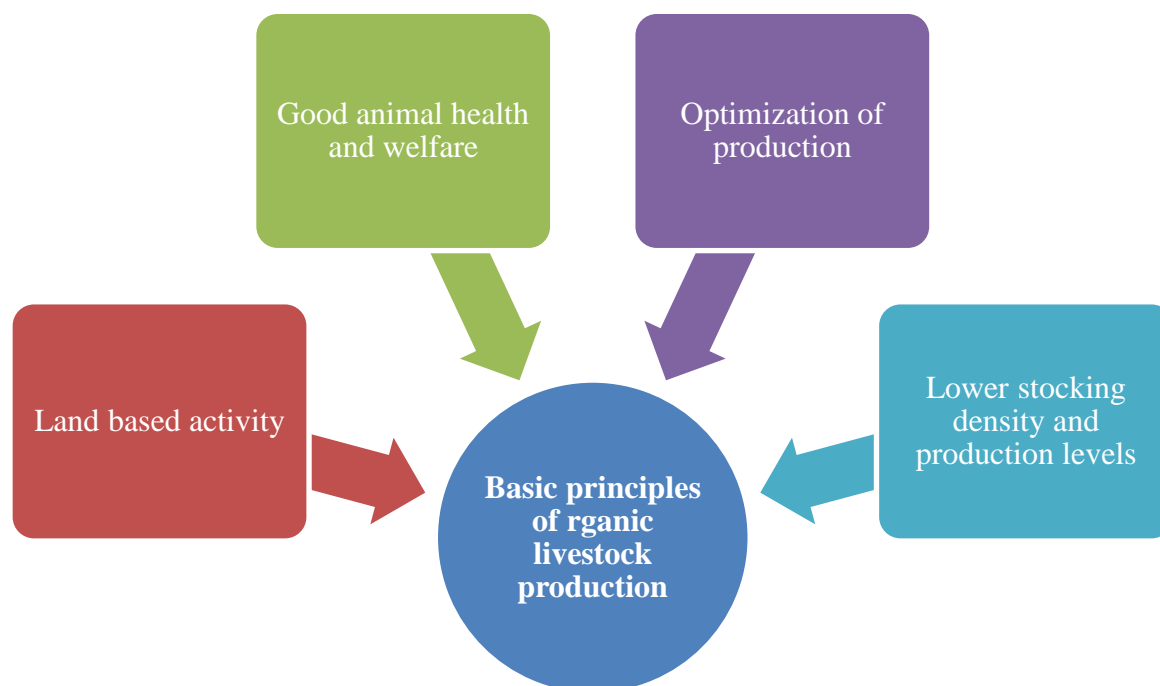 Good animal health
and welfare
Optimization of
production
Land based activity
Lower stocking
density and
production levels
Basic principles
of rganic
livestock
production